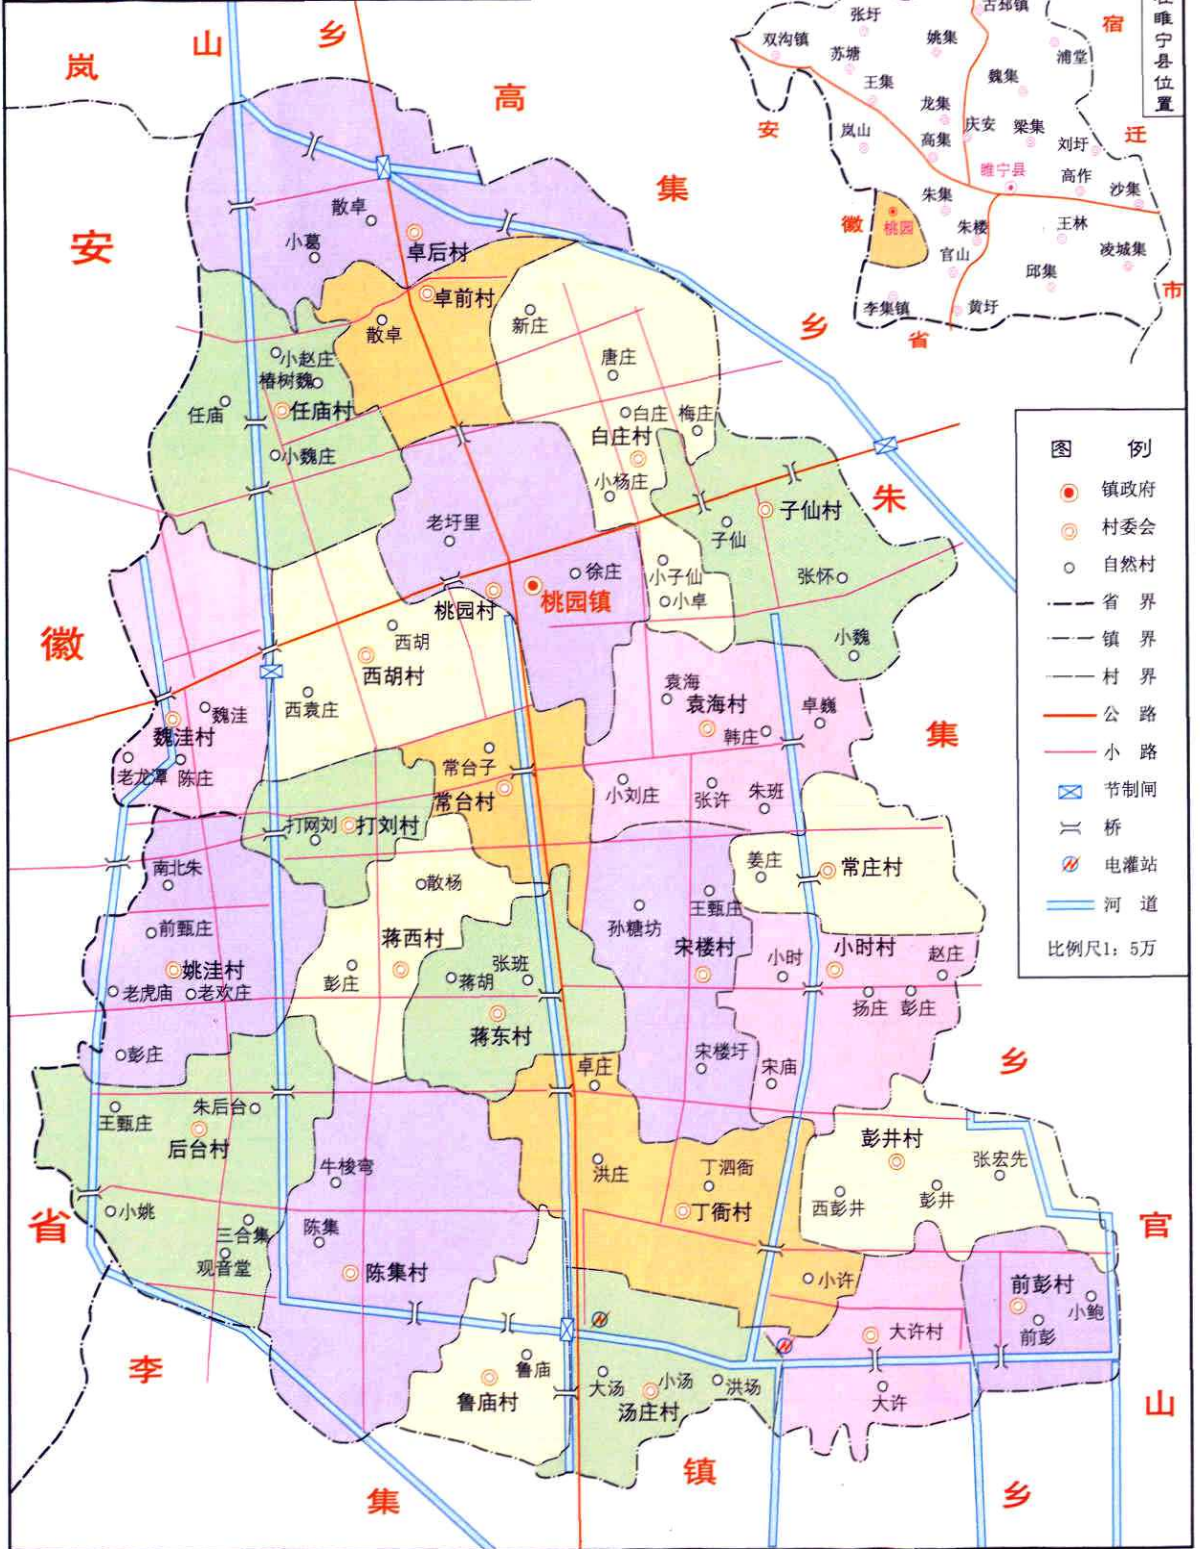 岚
山
乡
高
集
乡
朱
集
乡
官
山
乡
安
徽
省
李
集
镇
古邳镇
张圩
双沟镇
苏塘
姚集
浦堂
王集
魏集
龙集
岚山
高集
庆安
梁集
刘圩
睢宁县
高作
沙集
朱集
桃园
朱楼
王林
官山
凌城集
邱集
李集镇
黄圩
宿
迁
市
安
徽
省
睢宁县位置
图 例
镇政府
村委会
自然村
省 界
镇 界
村 界
公 路
小 路
节制闸
桥
电灌站
河 道
比例尺1：5万
散卓
小葛
卓后村
卓前村
散卓
新庄
小赵庄
椿树魏
任庙
任庙村
小魏庄
唐庄
白庄
梅庄
白庄村
小杨庄
子仙村
子仙
张怀
小魏
老圩里
徐庄
小子仙
小卓
桃园村
桃园镇
西胡
西胡村
西袁庄
魏洼
魏洼村
老龙潭
陈庄
袁海
袁海村
韩庄
卓巍
常台子
常台村
小刘庄
张许
朱班
打网刘
打刘村
南北朱
散杨
姜庄
常庄村
前甄庄
王甄庄
孙糖坊
宋楼村
蒋西村
姚洼村
老虎庙
老欢庄
彭庄
张班
蒋胡
蒋东村
小时
小时村
赵庄
扬庄
彭庄
彭庄
宋楼圩
宋庙
卓庄
王甄庄
朱后台
后台村
彭井村
张宏先
牛梭弯
洪庄
丁泗衙
丁衙村
西彭井
彭井
小姚
三合集
观音堂
陈集
陈集村
小许
前彭村
小鲍
前彭
大许村
大许
鲁庙
鲁庙村
大汤
小汤
汤庄村
洪场